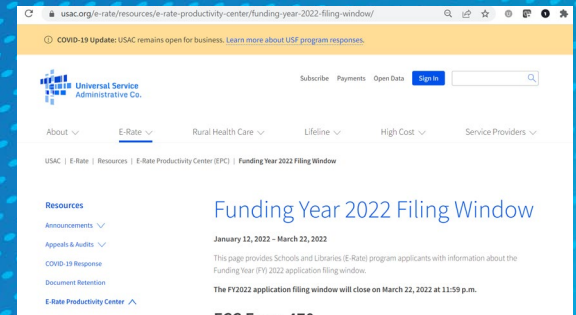 usac.org/e-rate/resources/e-rate-productivity-center/funding-year-2022-filing-window/
COVID-19 Update: USAC remains open for business. Learn more about USF program responses.
Subscribe Payments Open Data Sign In
Universal Service
Administrative Co.
About E-Rate Rural Health Care Lifeline High Cost Service Providers
USAC | E-Rate | Resources | E-Rate Productivity Center (EPC) | Funding Year 2022 Filing Window
Resources
Announcements
Appeals & Audits
COVID-19 Response
Document Retention
E-Rate Productivity Center
Funding Year 2022 Filing Window
January 12, 2022 – March 22, 2022
This page provides Schools and Libraries (E-Rate) program applicants with information about the
Funding Year (FY) 2022 application filing window.
The FY2022 application filing window will close on March 22, 2022 at 11:59 p.m.